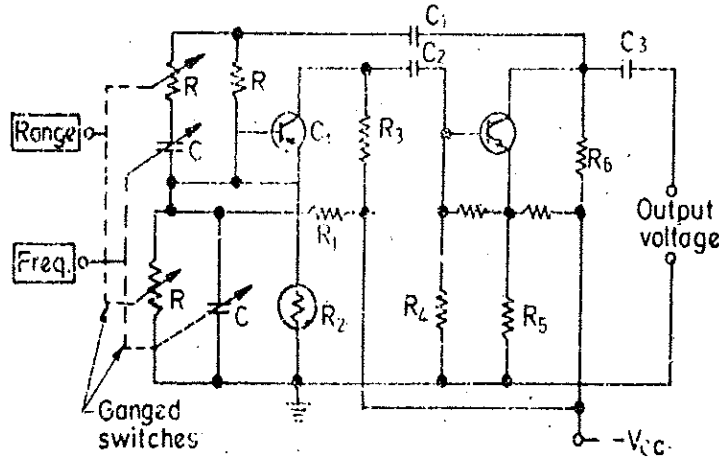 C₁
C₂
C₃
R
R
Range
C
C₁
R₃
R₆
R₁
Output
voltage
Freq.
R
C
R₂
R₄
R₅
Ganged
switches
-Vcc